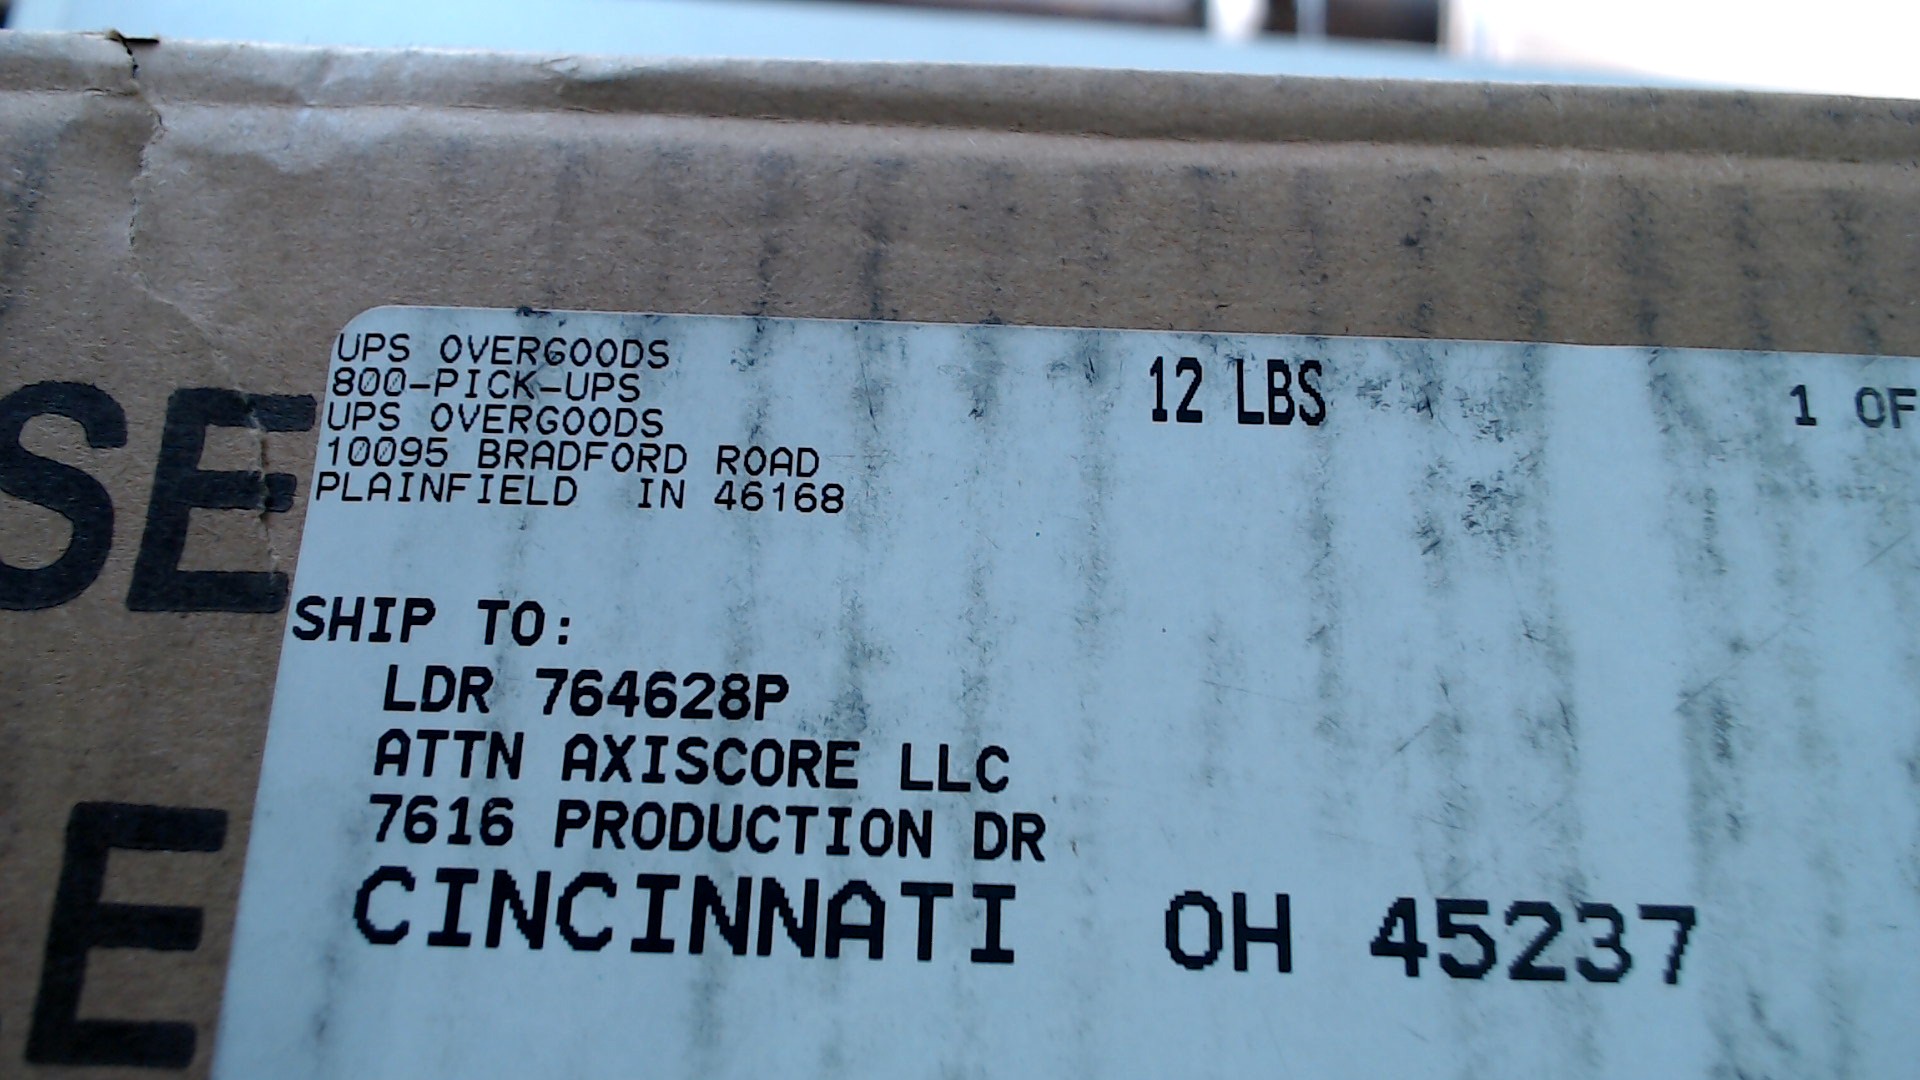 UPS OVERGOODS
800-PICK-UPS
UPS OVERGOODS
10095 BRADFORD ROAD
PLAINFIELD IN 46168
12 LBS
1 OF
SHIP TO:
LDR 764628P
ATTN AXISCORE LLC
7616 PRODUCTION DR
CINCINNATI OH 45237
SE
E